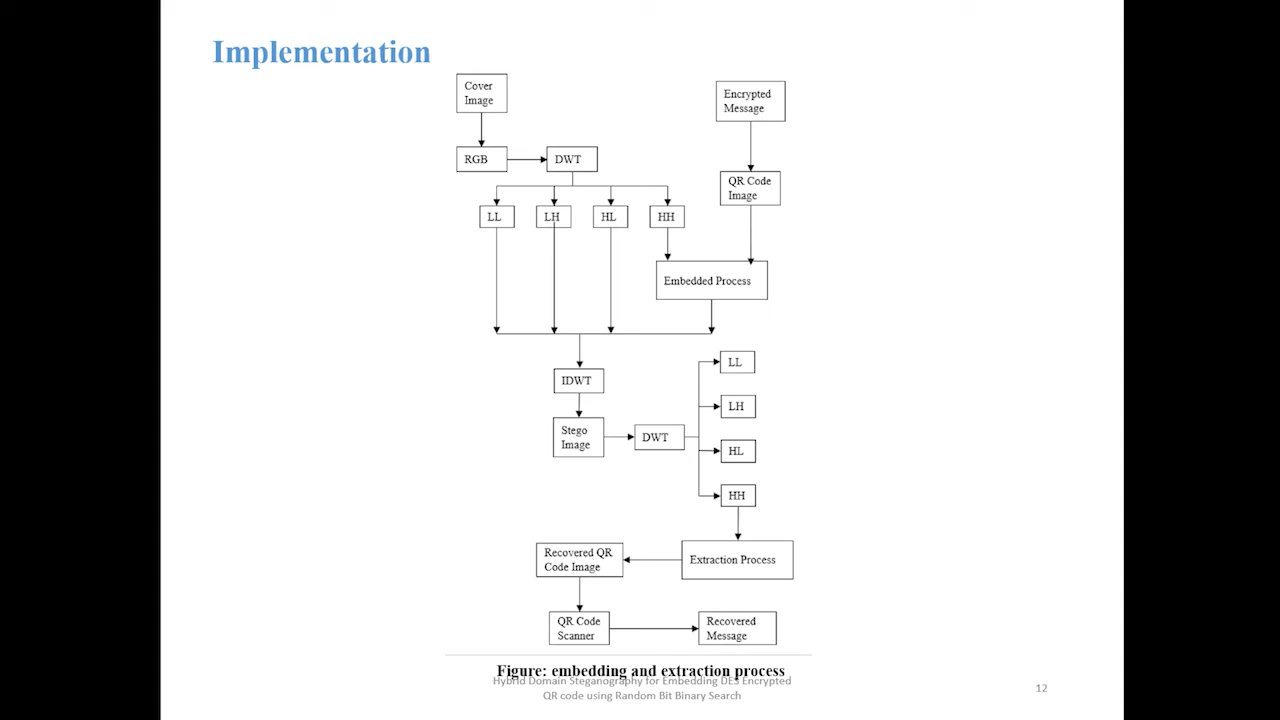 Implementation
Cover
Image
Encrypted
Message
RGB
DWT
QR Code
Image
LL
LH
HL
HH
Embedded Process
IDWT
LL
LH
Stego
Image
DWT
HL
HH
Recovered QR
Code Image
Extraction Process
QR Code
Scanner
Recovered
Message
Figure: embedding and extraction process
Hybrid Domain Steganography for Embedding DES Encrypted
QR code using Random Bit Binary Search
12